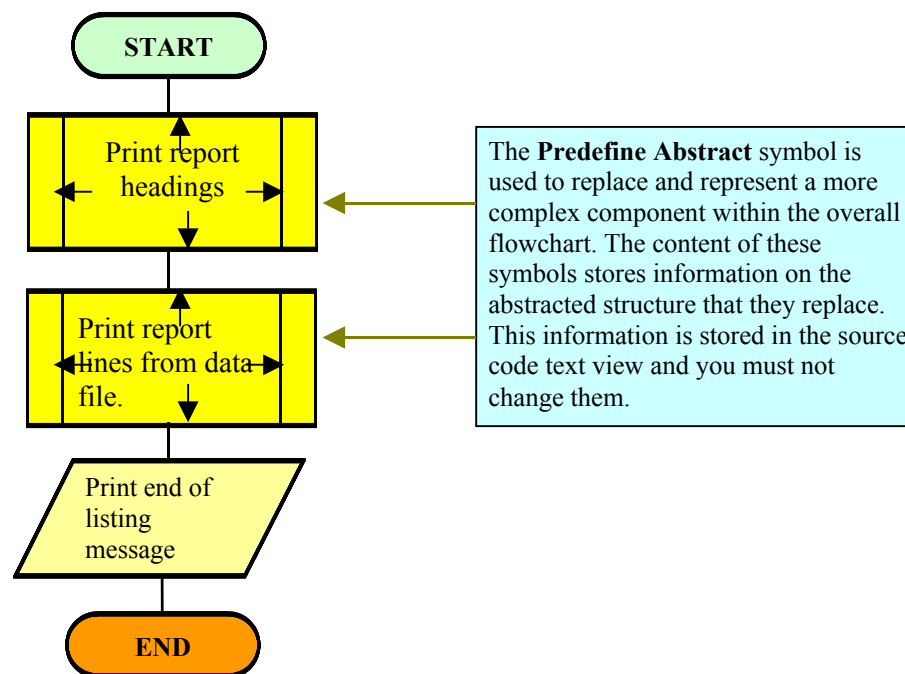 START
Print report
headings
Print report
lines from data
file.
Print end of
listing
message
END
The Predefine Abstract symbol is
used to replace and represent a more
complex component within the overall
flowchart. The content of these
symbols stores information on the
abstracted structure that they replace.
This information is stored in the source
code text view and you must not
change them.